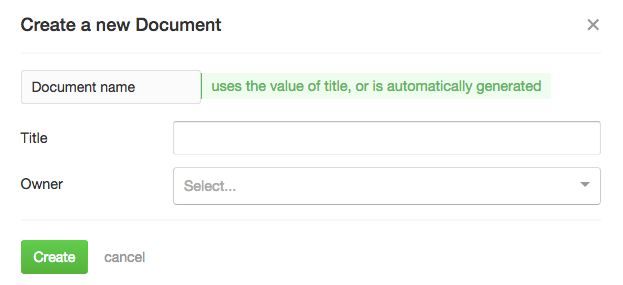 Create a new Document ×
Document name uses the value of title, or is automatically generated
Title
Owner Select...
Create cancel